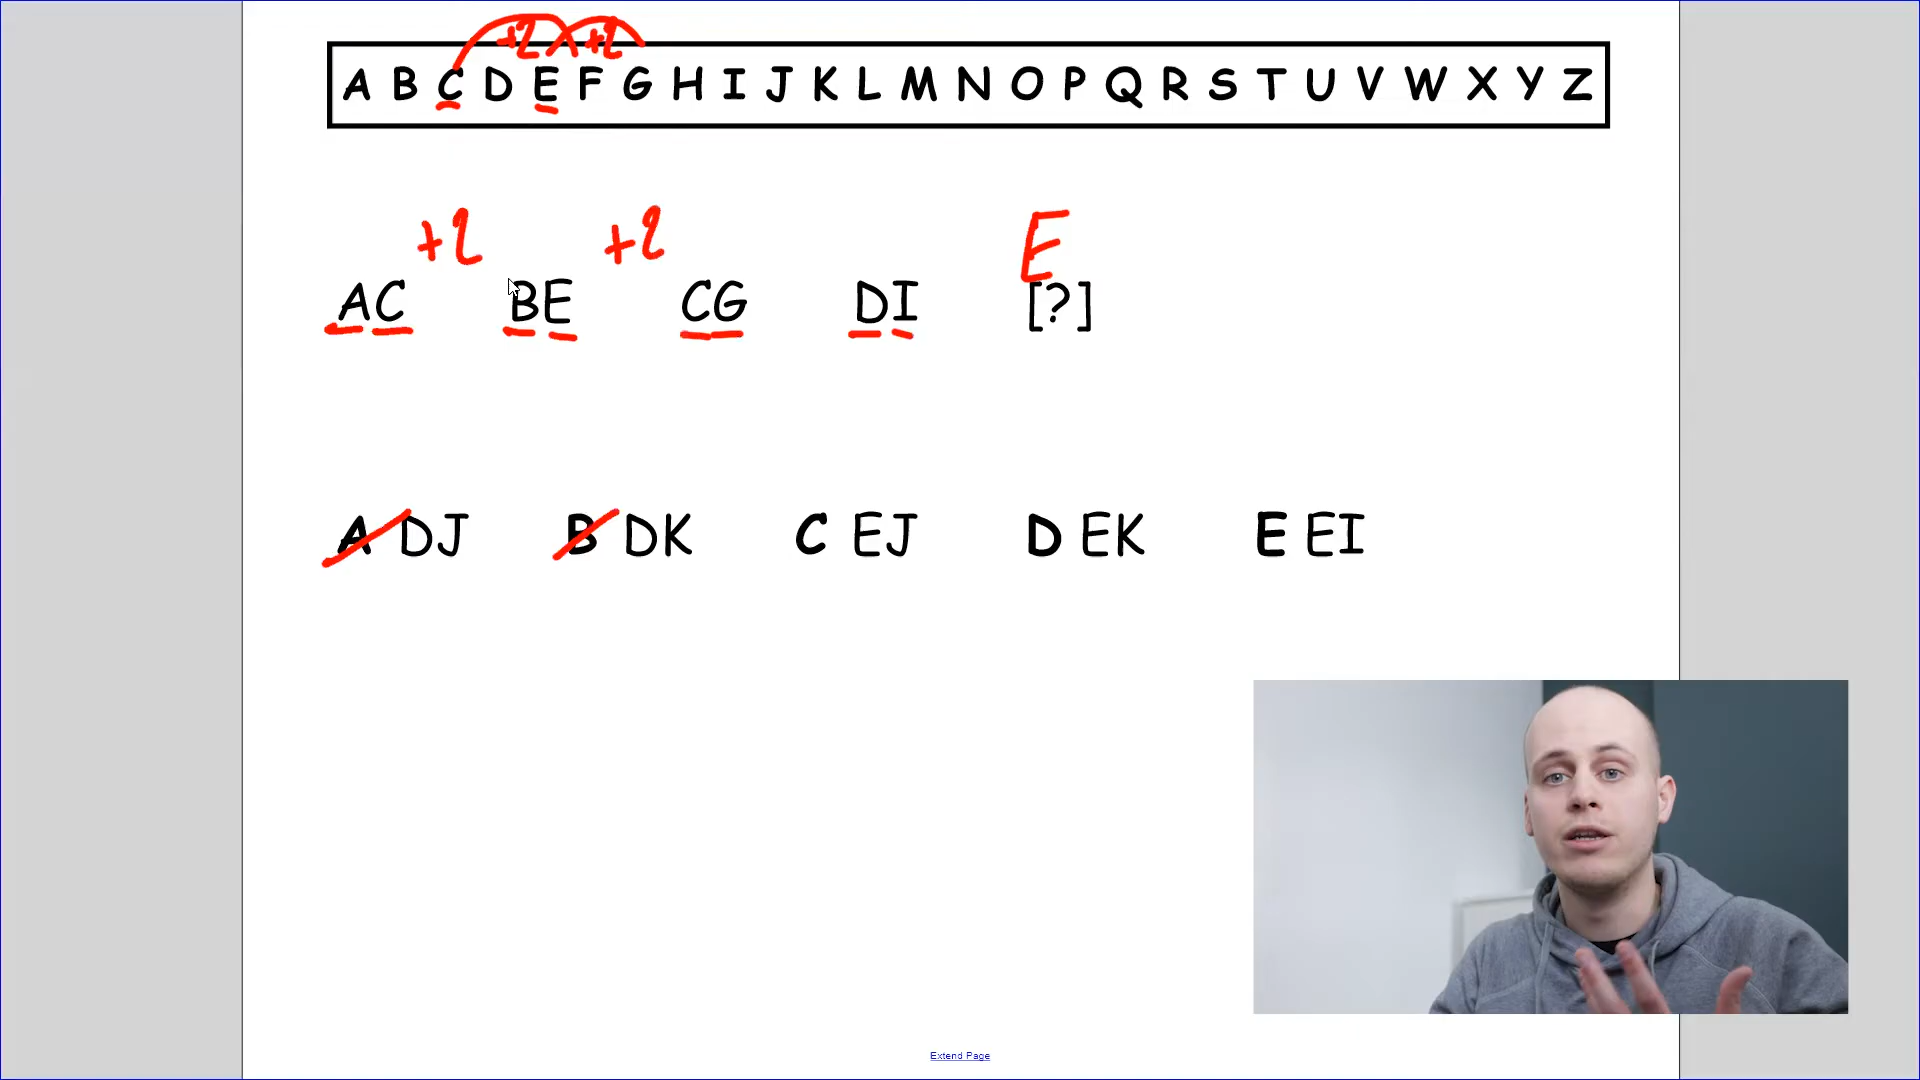 +2 +2
A B C D E F G H I J K L M N O P Q R S T U V W X Y Z
+2 +2 E
AC BE CG DI [?]
A DJ B DK C EJ D EK E EI
Extend Page